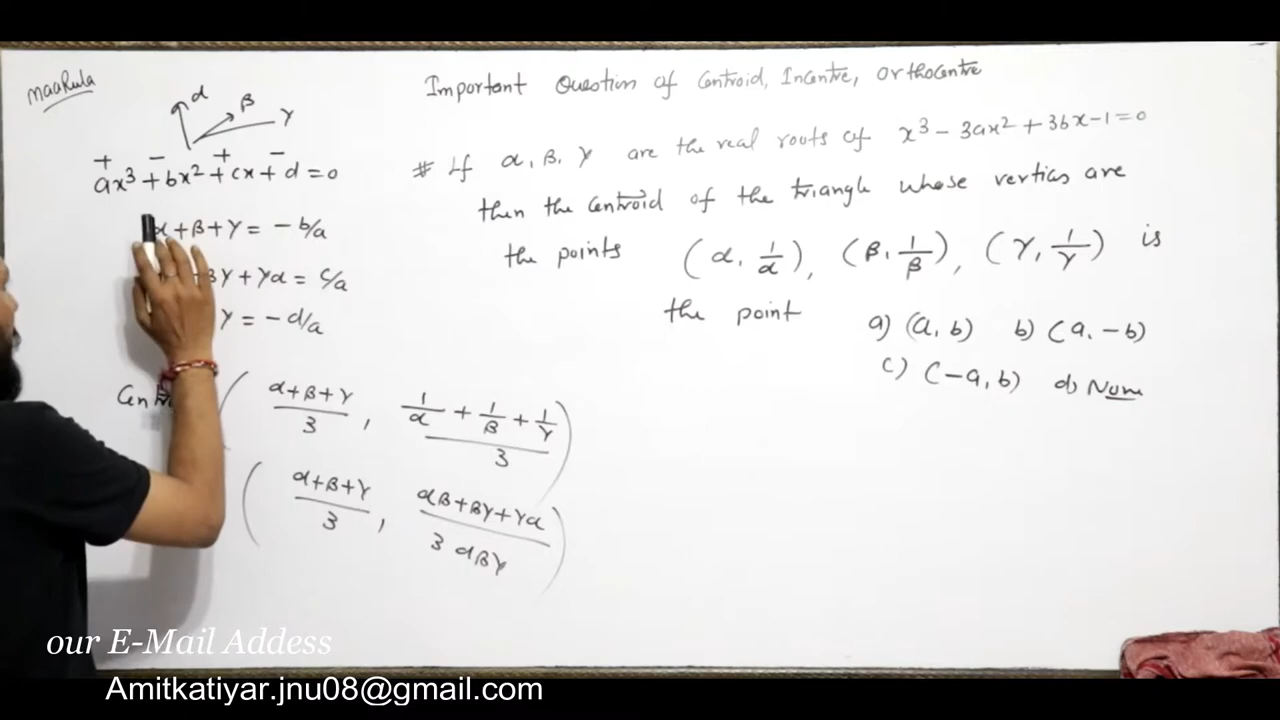 maaRula
α
β
γ
+ − + −
ax³ + bx² + cx + d = 0
α + β + γ = − b/a
βγ + γα = c/a
γ = − d/a
( α+β+γ / 3 , 1/α + 1/β + 1/γ / 3 )
( α+β+γ / 3 , αβ+βγ+γα / 3 αβγ )
Important Question of Centroid, Incentre, Orthocentre
# If α, β, γ are the real roots of x³ − 3ax² + 3bx − 1 = 0
then the Centroid of the triangle whose vertices are
the points (α, 1/α), (β, 1/β), (γ, 1/γ) is
the point a) (a, b) b) (a, −b)
c) (−a, b) d) None
our E-Mail Addess
Amitkatiyar.jnu08@gmail.com